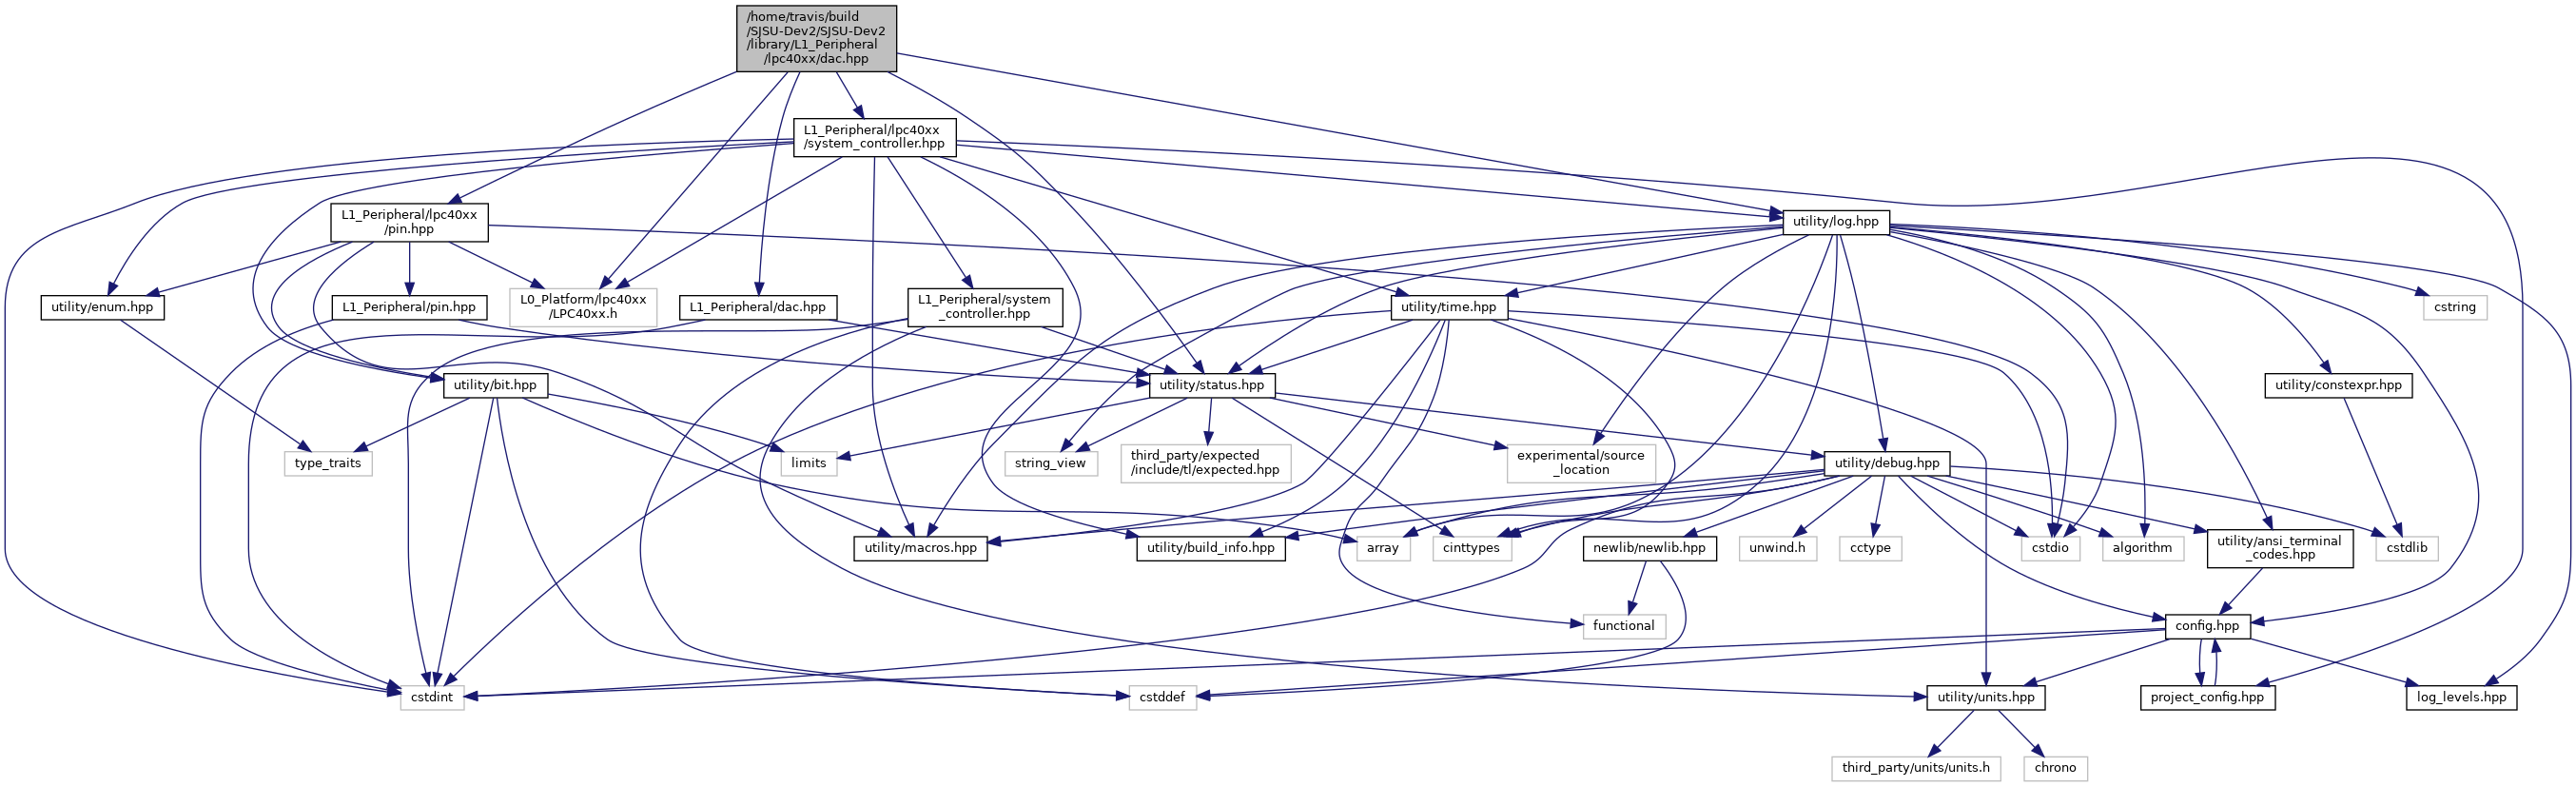 /home/travis/build
/SJSU-Dev2/SJSU-Dev2
/library/L1_Peripheral
/lpc40xx/dac.hpp
L1_Peripheral/lpc40xx
/system_controller.hpp
L1_Peripheral/lpc40xx
/pin.hpp
utility/log.hpp
utility/enum.hpp
L1_Peripheral/pin.hpp
L0_Platform/lpc40xx
/LPC40xx.h
L1_Peripheral/dac.hpp
L1_Peripheral/system
_controller.hpp
utility/time.hpp
cstring
utility/bit.hpp
utility/status.hpp
utility/constexpr.hpp
type_traits
limits
string_view
third_party/expected
/include/tl/expected.hpp
experimental/source
_location
utility/debug.hpp
utility/macros.hpp
utility/build_info.hpp
array
cinttypes
newlib/newlib.hpp
unwind.h
cctype
cstdio
algorithm
utility/ansi_terminal
_codes.hpp
cstdlib
functional
config.hpp
cstdint
cstddef
utility/units.hpp
project_config.hpp
log_levels.hpp
third_party/units/units.h
chrono